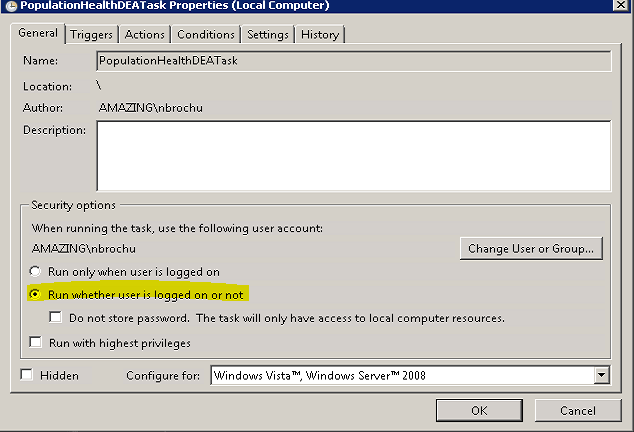 PopulationHealthDEATask Properties (Local Computer)
General Triggers Actions Conditions Settings History
Name: PopulationHealthDEATask
Location: \
Author: AMAZING\nbrochu
Description:
Security options
When running the task, use the following user account:
AMAZING\nbrochu Change User or Group...
Run only when user is logged on
Run whether user is logged on or not
Do not store password. The task will only have access to local computer resources.
Run with highest privileges
Hidden Configure for: Windows Vista™, Windows Server™ 2008
OK Cancel